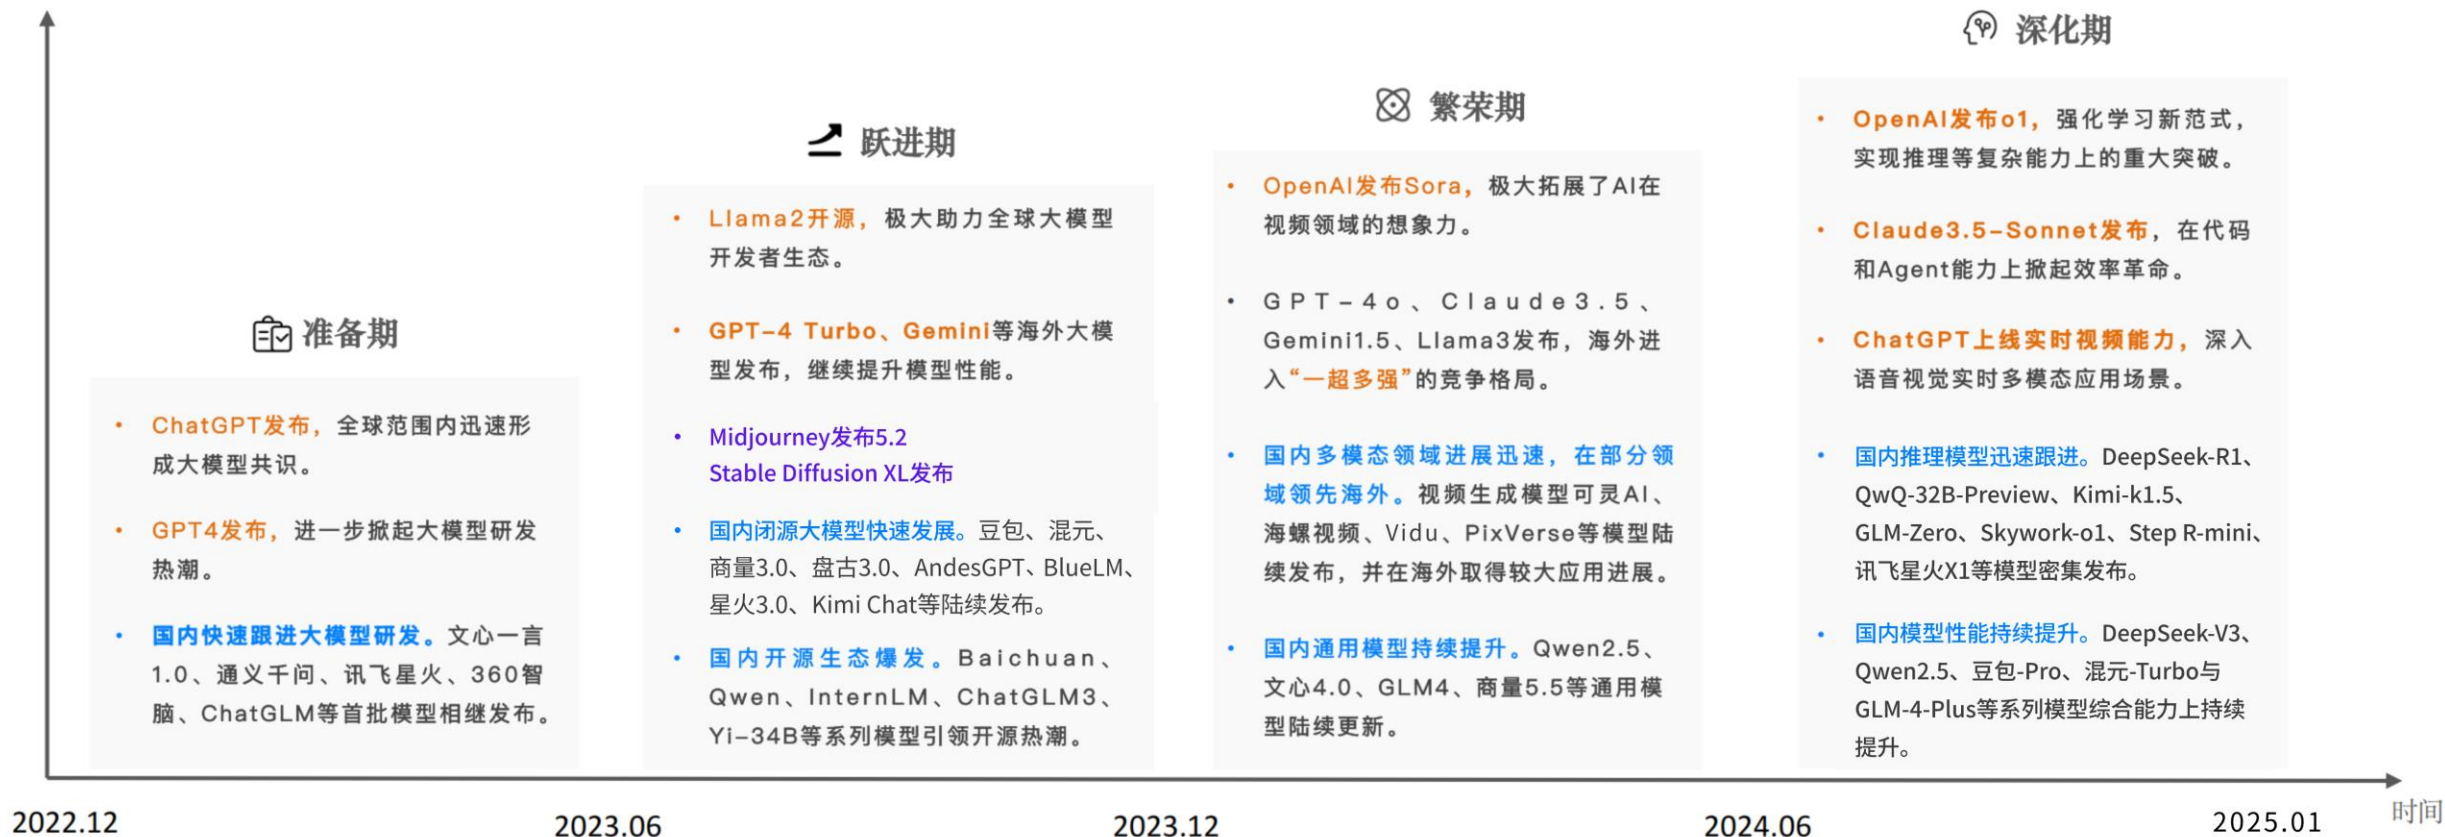 准备期
ChatGPT发布，全球范围内迅速形
成大模型共识。
GPT4发布，进一步掀起大模型研发
热潮。
国内快速跟进大模型研发。文心一言
1.0、通义千问、讯飞星火、360智
脑、ChatGLM等首批模型相继发布。
跃进期
Llama2开源，极大助力全球大模型
开发者生态。
GPT-4 Turbo、Gemini等海外大模
型发布，继续提升模型性能。
Midjourney发布5.2
Stable Diffusion XL发布
国内闭源大模型快速发展。豆包、混元、
商量3.0、盘古3.0、AndesGPT、BlueLM、
星火3.0、Kimi Chat等陆续发布。
国内开源生态爆发。Baichuan、
Qwen、InternLM、ChatGLM3、
Yi-34B等系列模型引领开源热潮。
繁荣期
OpenAI发布Sora，极大拓展了AI在
视频领域的想象力。
GPT-4o、Claude3.5、
Gemini1.5、Llama3发布，海外进
入“一超多强”的竞争格局。
国内多模态领域进展迅速，在部分领
域领先海外。视频生成模型可灵AI、
海螺视频、Vidu、PixVerse等模型陆
续发布，并在海外取得较大应用进展。
国内通用模型持续提升。Qwen2.5、
文心4.0、GLM4、商量5.5等通用模
型陆续更新。
深化期
OpenAI发布o1，强化学习新范式，
实现推理等复杂能力上的重大突破。
Claude3.5-Sonnet发布，在代码
和Agent能力上掀起效率革命。
ChatGPT上线实时视频能力，深入
语音视觉实时多模态应用场景。
国内推理模型迅速跟进。DeepSeek-R1、
QwQ-32B-Preview、Kimi-k1.5、
GLM-Zero、Skywork-o1、Step R-mini、
讯飞星火X1等模型密集发布。
国内模型性能持续提升。DeepSeek-V3、
Qwen2.5、豆包-Pro、混元-Turbo与
GLM-4-Plus等系列模型综合能力上持续
提升。
2022.12
2023.06
2023.12
2024.06
2025.01
时间